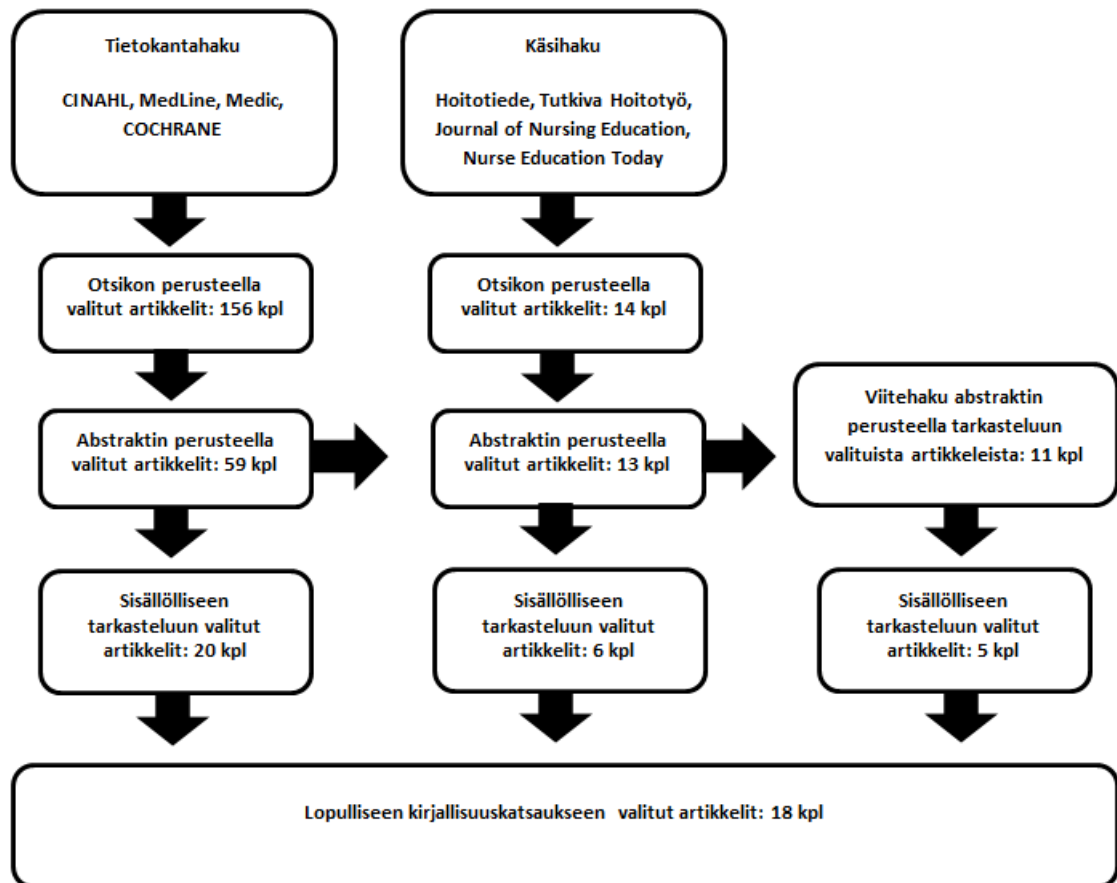 Tietokantahaku
CINAHL, MedLine, Medic,
COCHRANE
Käsihaku
Hoitotiede, Tutkiva Hoitotyö,
Journal of Nursing Education,
Nurse Education Today
Otsikon perusteella
valitut artikkelit: 156 kpl
Otsikon perusteella
valitut artikkelit: 14 kpl
Abstraktin perusteella
valitut artikkelit: 59 kpl
Abstraktin perusteella
valitut artikkelit: 13 kpl
Viitehaku abstraktin
perusteella tarkasteluun
valituista artikkeleista: 11 kpl
Sisällölliseen
tarkasteluun valitut
artikkelit: 20 kpl
Sisällölliseen
tarkasteluun valitut
artikkelit: 6 kpl
Sisällölliseen
tarkasteluun valitut
artikkelit: 5 kpl
Lopulliseen kirjallisuuskatsaukseen valitut artikkelit: 18 kpl